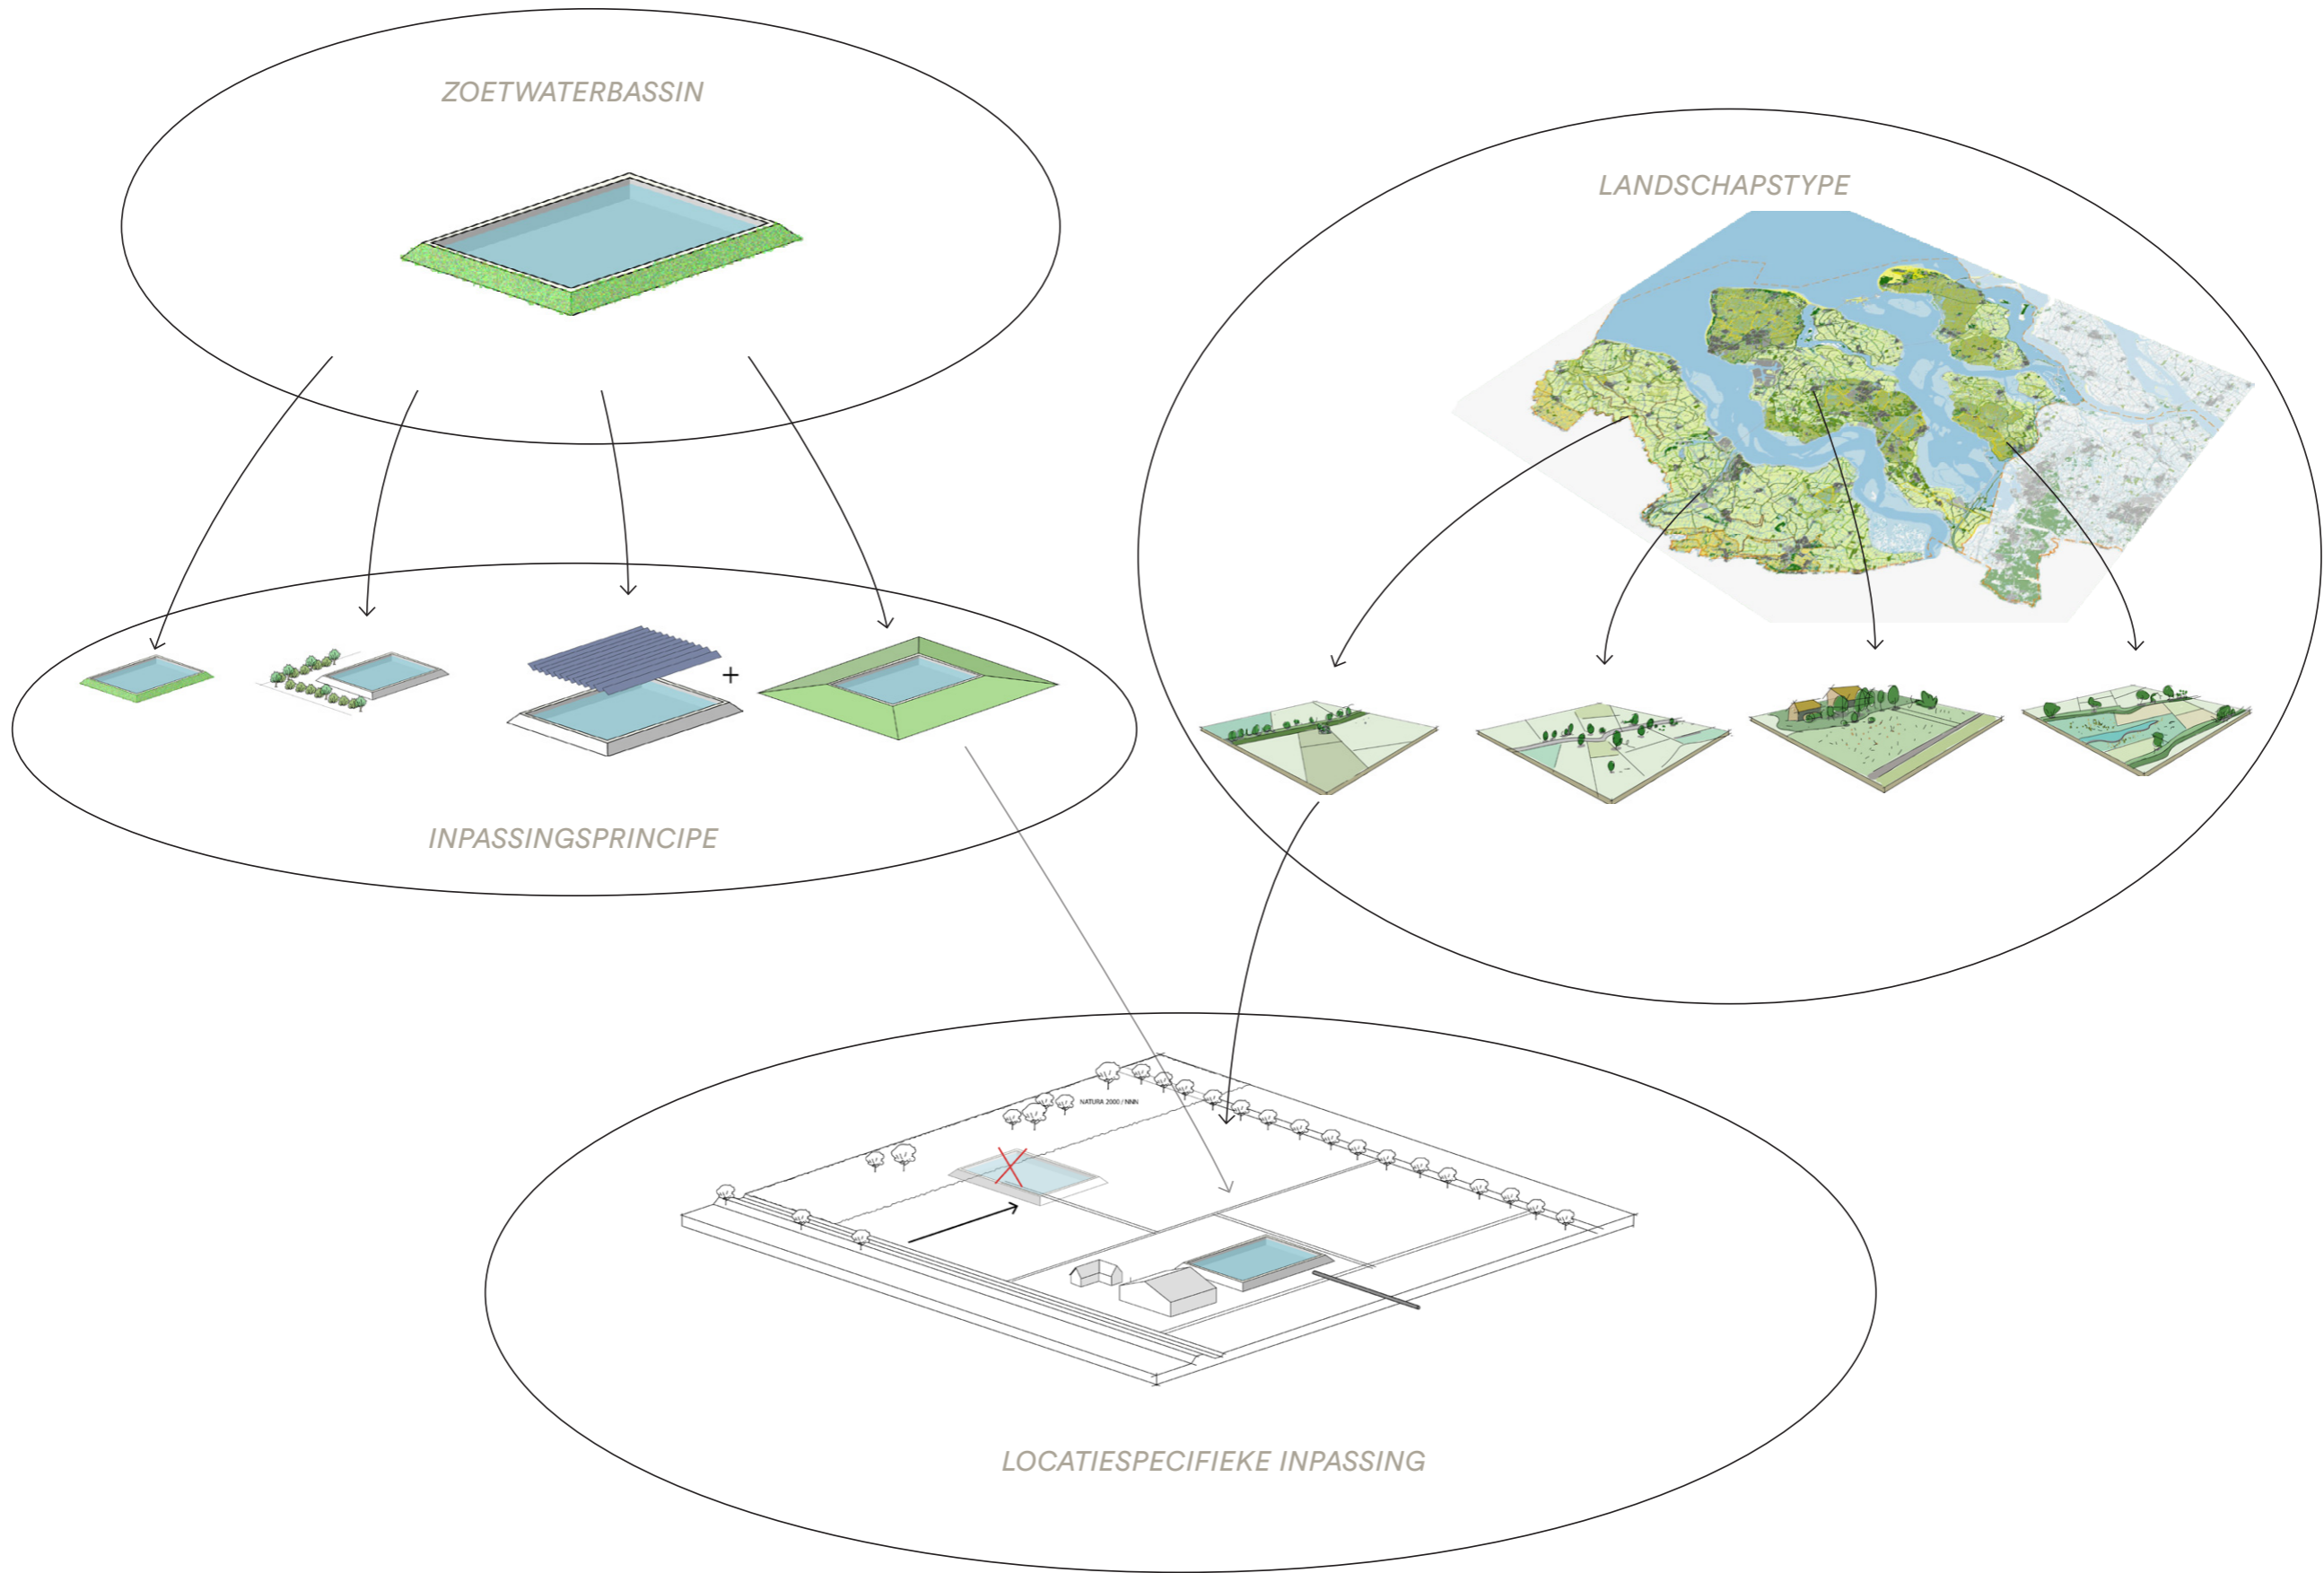 ZOETWATERBASSIN
LANDSCHAPSTYPE
+
INPASSINGSPRINCIPE
NATURA 2000 / NNN
LOCATIESPECIFIEKE INPASSING